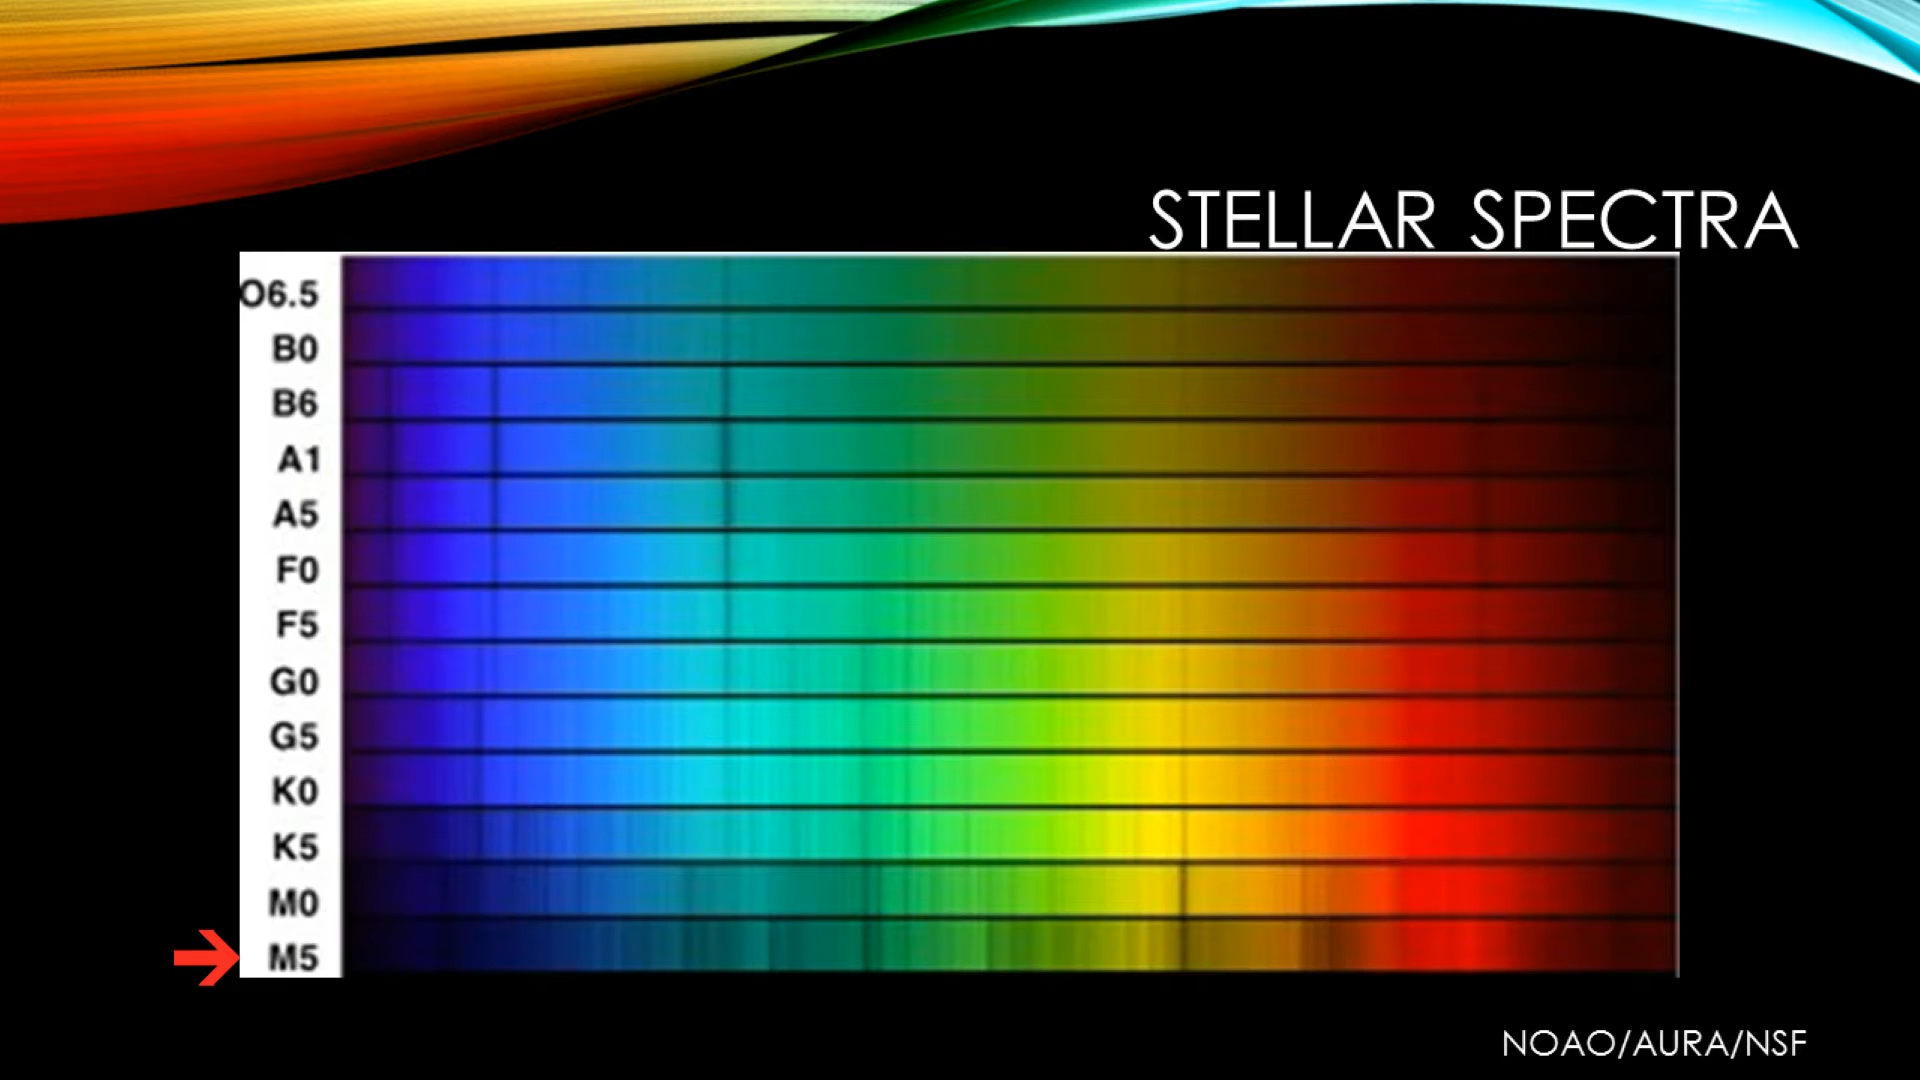 STELLAR SPECTRA
O6.5
B0
B6
A1
A5
F0
F5
G0
G5
K0
K5
M0
M5
NOAO/AURA/NSF